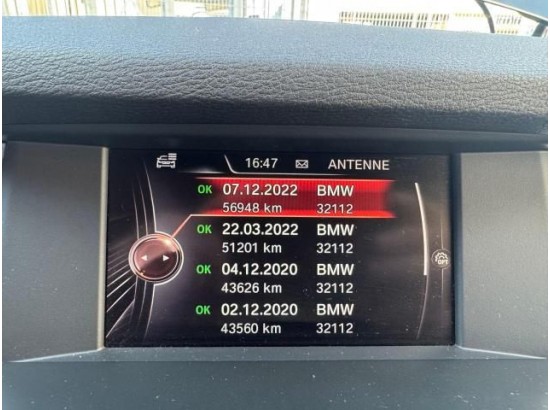 16:47 ANTENNE
OK 07.12.2022 BMW
56948 km 32112
OK 22.03.2022 BMW
51201 km 32112
OK 04.12.2020 BMW
43626 km 32112
OK 02.12.2020 BMW
43560 km 32112
OPT